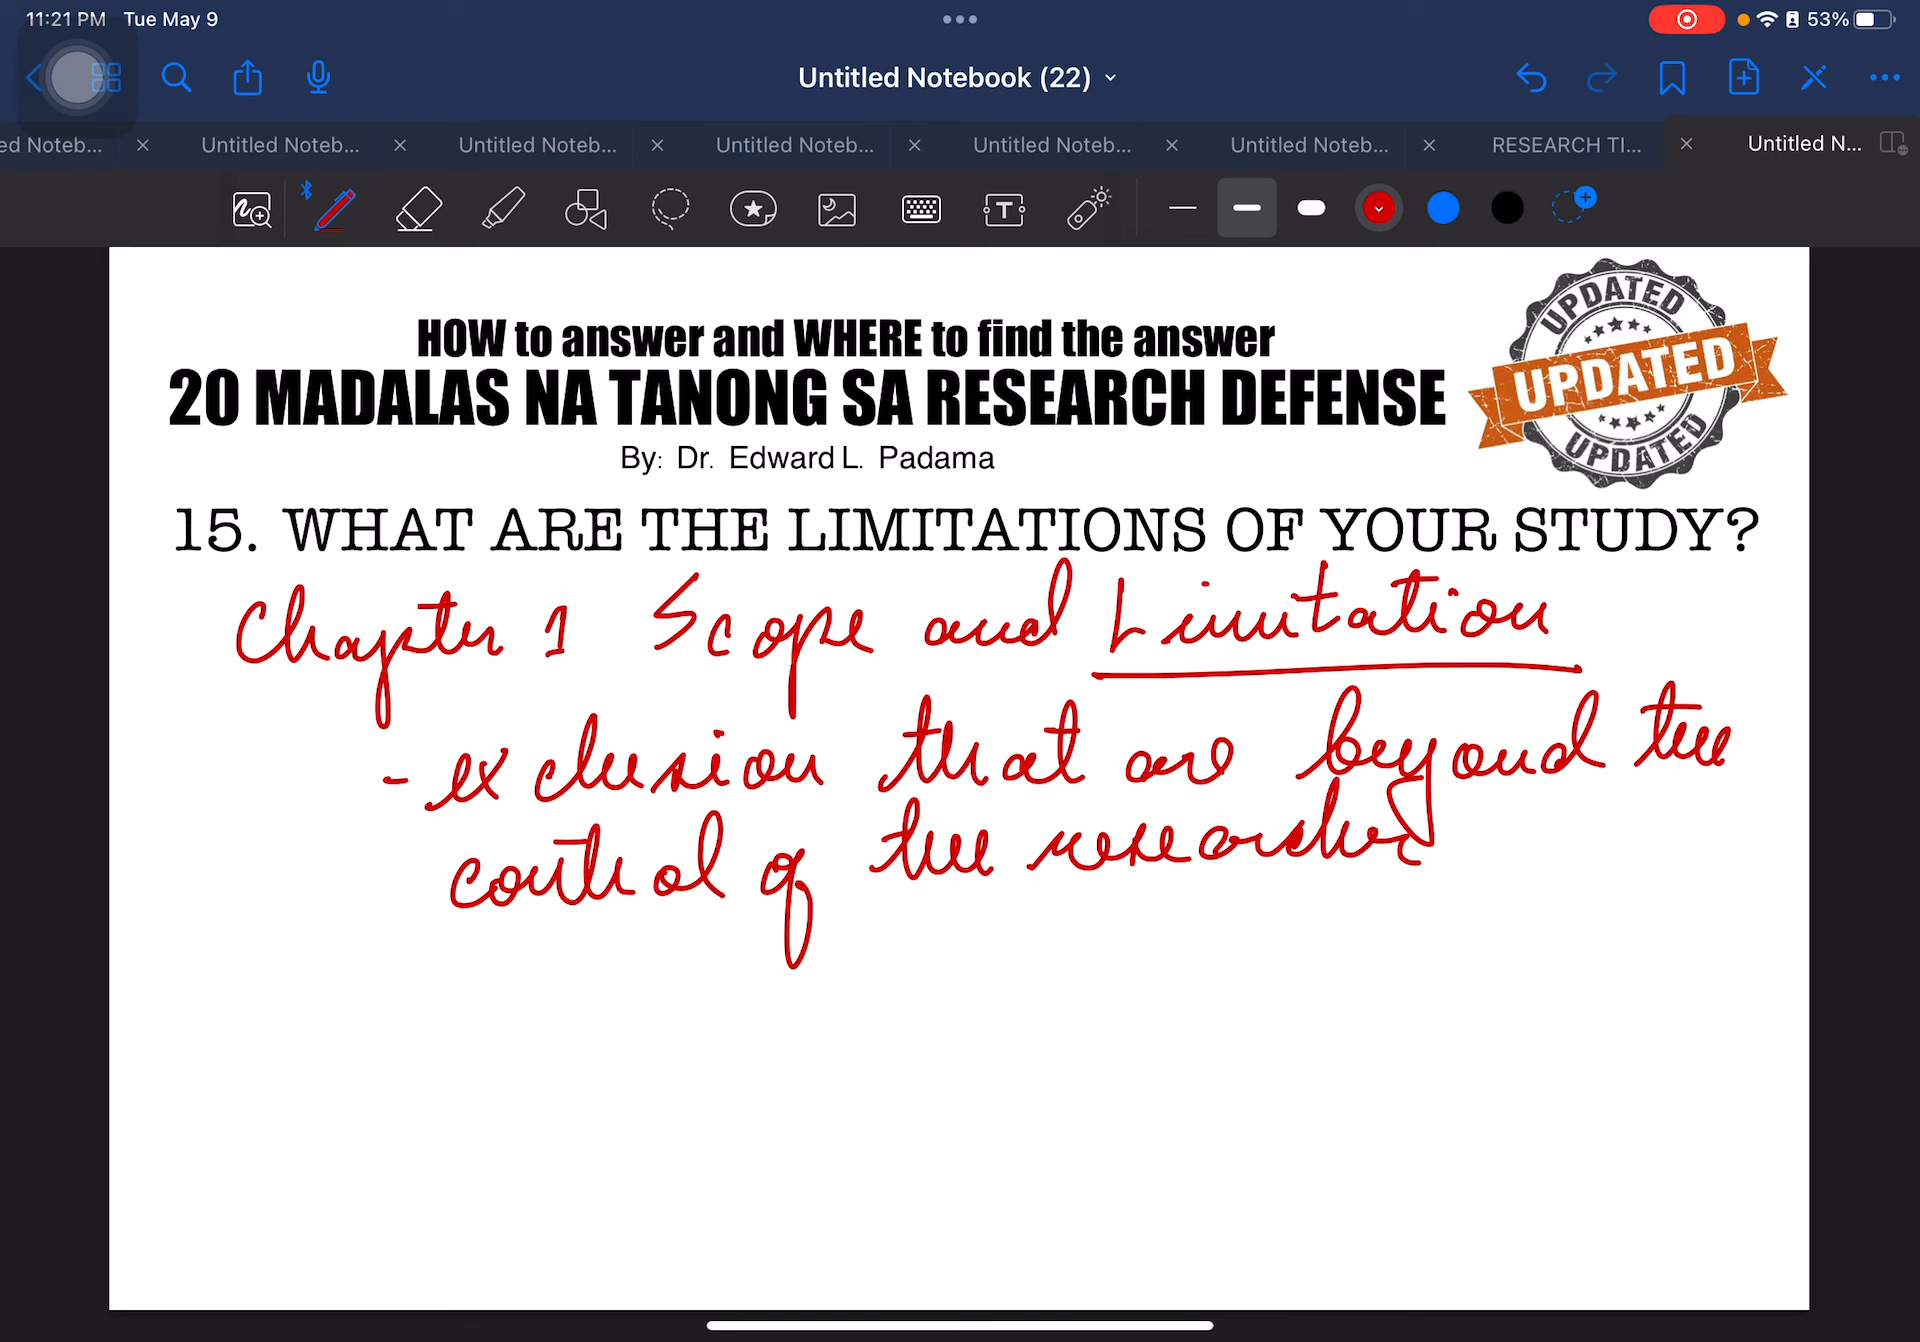 11:21 PM Tue May 9
53%
Untitled Notebook (22)
ed Noteb...
Untitled Noteb...
Untitled Noteb...
Untitled Noteb...
Untitled Noteb...
Untitled Noteb...
RESEARCH TI...
Untitled N...
T
HOW to answer and WHERE to find the answer
20 MADALAS NA TANONG SA RESEARCH DEFENSE
By: Dr. Edward L. Padama
UPDATED
UPDATED
UPDATED
15. WHAT ARE THE LIMITATIONS OF YOUR STUDY?
Chapter 1 Scope and Limitation
- exclusion that are beyond the
control of the researcher